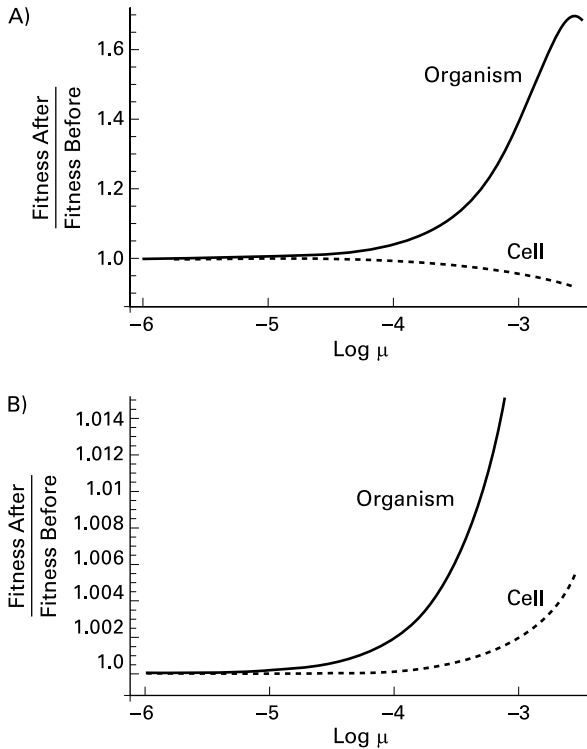 A)
Fitness After
Fitness Before
1.6
1.4
1.2
1.0
Organism
Cell
−6 −5 −4 −3
Log μ
B)
Fitness After
Fitness Before
1.014
1.012
1.01
1.008
1.006
1.004
1.002
1.0
Organism
Cell
−6 −5 −4 −3
Log μ